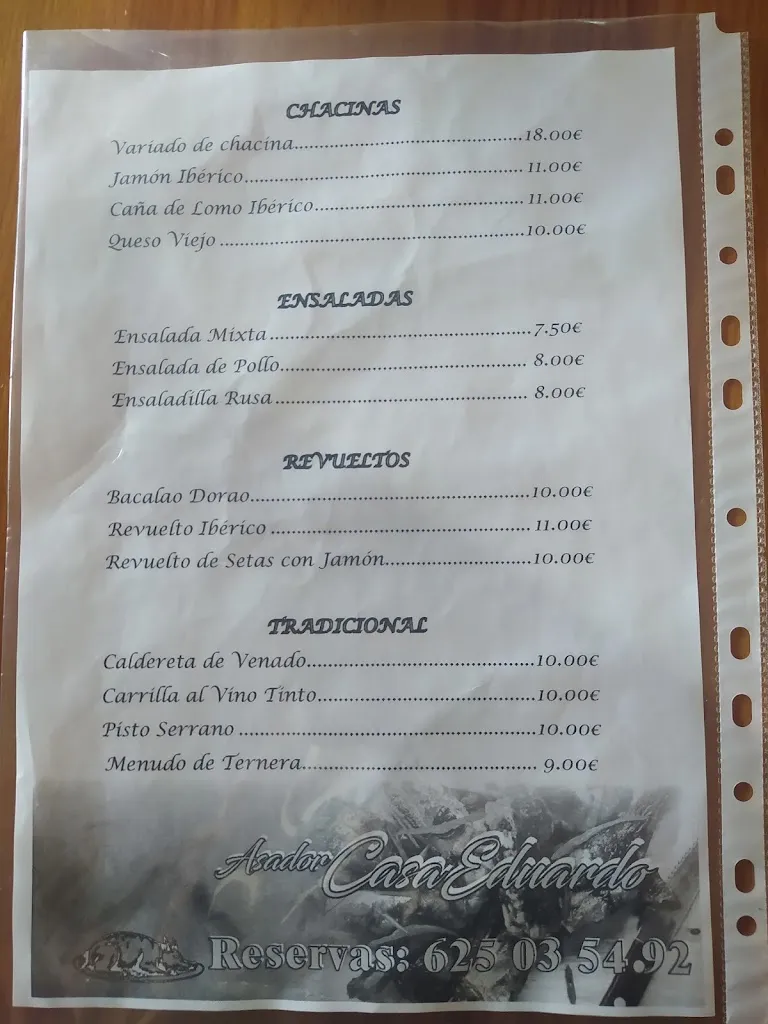 CHACINAS
Variado de chacina..........................................18.00€
Jamón Ibérico..................................................11.00€
Caña de Lomo Ibérico......................................11.00€
Queso Viejo ......................................................10.00€
ENSALADAS
Ensalada Mixta ................................................7.50€
Ensalada de Pollo............................................. 8.00€
Ensaladilla Rusa .............................................. 8.00€
REVUELTOS
Bacalao Dorao...................................................10.00€
Revuelto Ibérico ............................................... 11.00€
Revuelto de Setas con Jamón...........................10.00€
TRADICIONAL
Caldereta de Venado..........................................10.00€
Carrilla al Vino Tinto........................................10.00€
Pisto Serrano ......................................................10.00€
Menudo de Ternera........................................... 9.00€
Asador Casa Eduardo
Reservas: 625 03 54.92